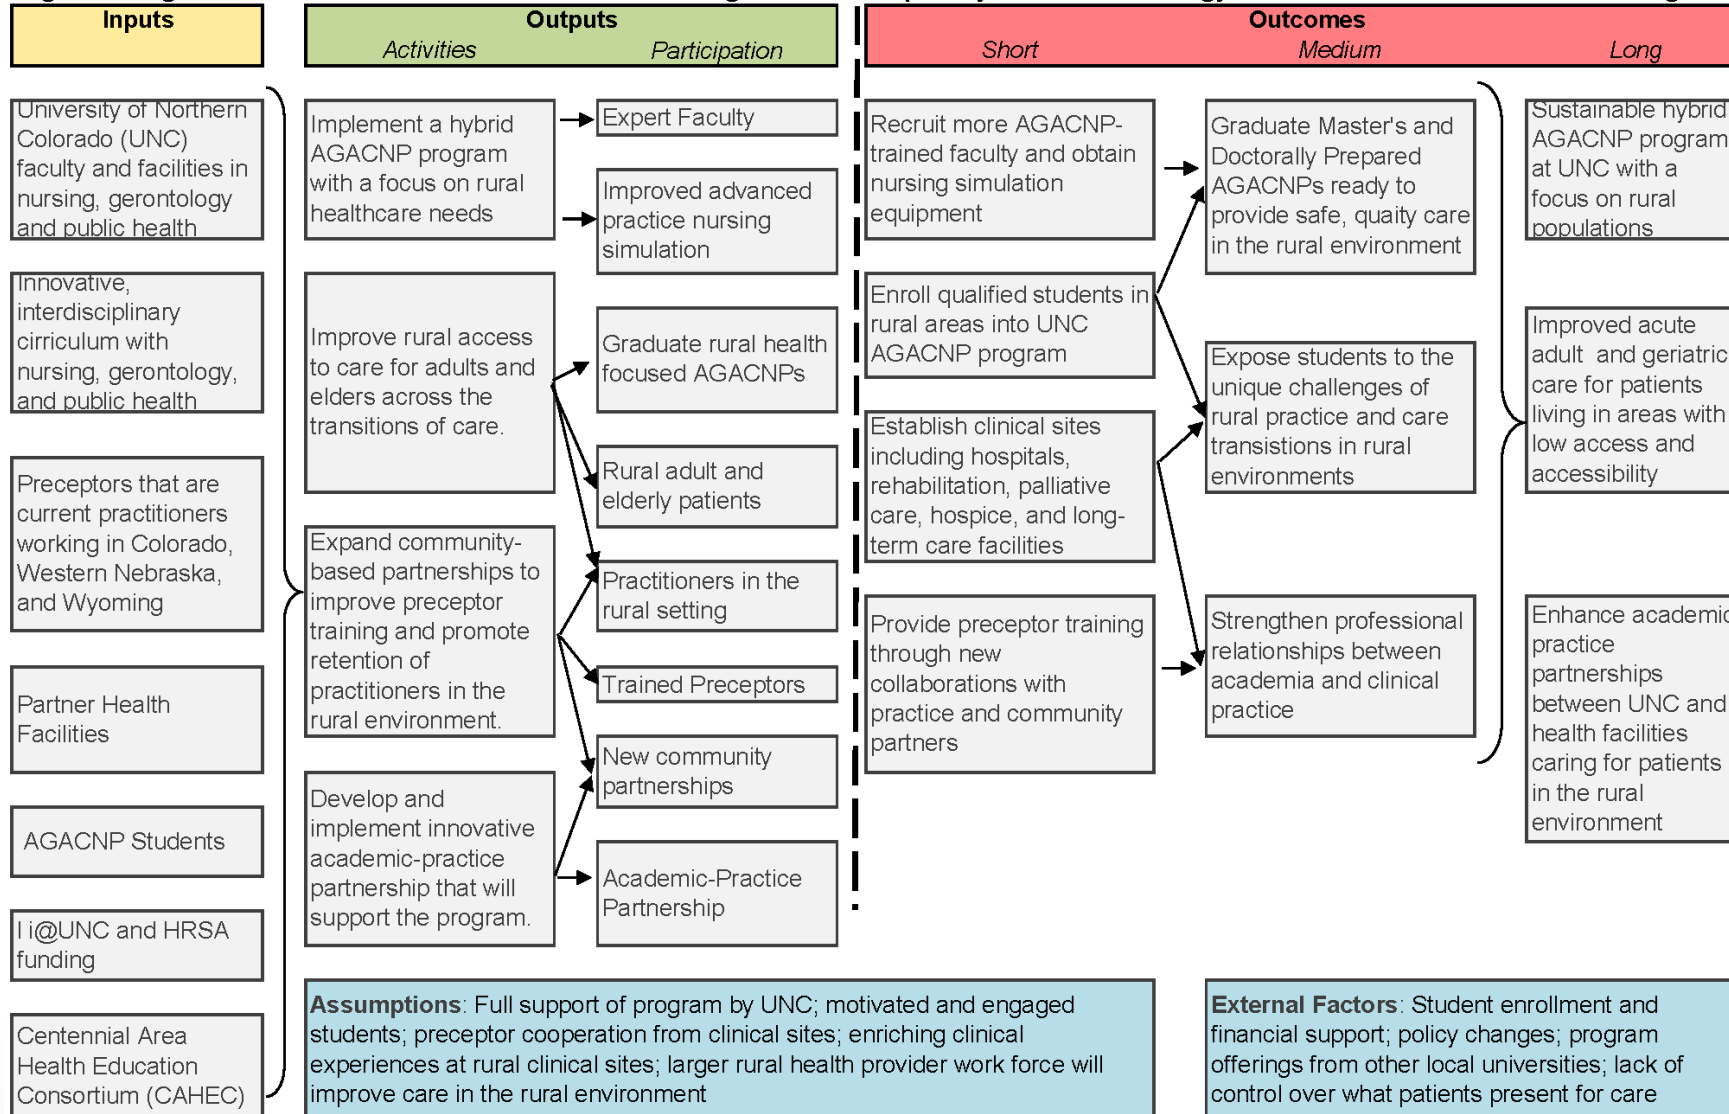 Inputs
Outputs
Activities
Participation
Outcomes
Short
Medium
Long
University of Northern
Colorado (UNC)
faculty and facilities in
nursing, gerontology
and public health
Innovative,
interdisciplinary
cirriculum with
nursing, gerontology,
and public health
Preceptors that are
current practitioners
working in Colorado,
Western Nebraska,
and Wyoming
Partner Health
Facilities
AGACNP Students
I i@UNC and HRSA
funding
Centennial Area
Health Education
Consortium (CAHEC)
Implement a hybrid
AGACNP program
with a focus on rural
healthcare needs
Improve rural access
to care for adults and
elders across the
transitions of care.
Expand community-
based partnerships to
improve preceptor
training and promote
retention of
practitioners in the
rural environment.
Develop and
implement innovative
academic-practice
partnership that will
support the program.
Expert Faculty
Improved advanced
practice nursing
simulation
Graduate rural health
focused AGACNPs
Rural adult and
elderly patients
Practitioners in the
rural setting
Trained Preceptors
New community
partnerships
Academic-Practice
Partnership
Recruit more AGACNP-
trained faculty and obtain
nursing simulation
equipment
Enroll qualified students in
rural areas into UNC
AGACNP program
Establish clinical sites
including hospitals,
rehabilitation, palliative
care, hospice, and long-
term care facilities
Provide preceptor training
through new
collaborations with
practice and community
partners
Graduate Master's and
Doctorally Prepared
AGACNPs ready to
provide safe, quaity care
in the rural environment
Expose students to the
unique challenges of
rural practice and care
transistions in rural
environments
Strengthen professional
relationships between
academia and clinical
practice
Sustainable hybrid
AGACNP program
at UNC with a
focus on rural
populations
Improved acute
adult and geriatric
care for patients
living in areas with
low access and
accessibility
Enhance academic
practice
partnerships
between UNC and
health facilities
caring for patients
in the rural
environment
Assumptions: Full support of program by UNC; motivated and engaged
students; preceptor cooperation from clinical sites; enriching clinical
experiences at rural clinical sites; larger rural health provider work force will
improve care in the rural environment
External Factors: Student enrollment and
financial support; policy changes; program
offerings from other local universities; lack of
control over what patients present for care